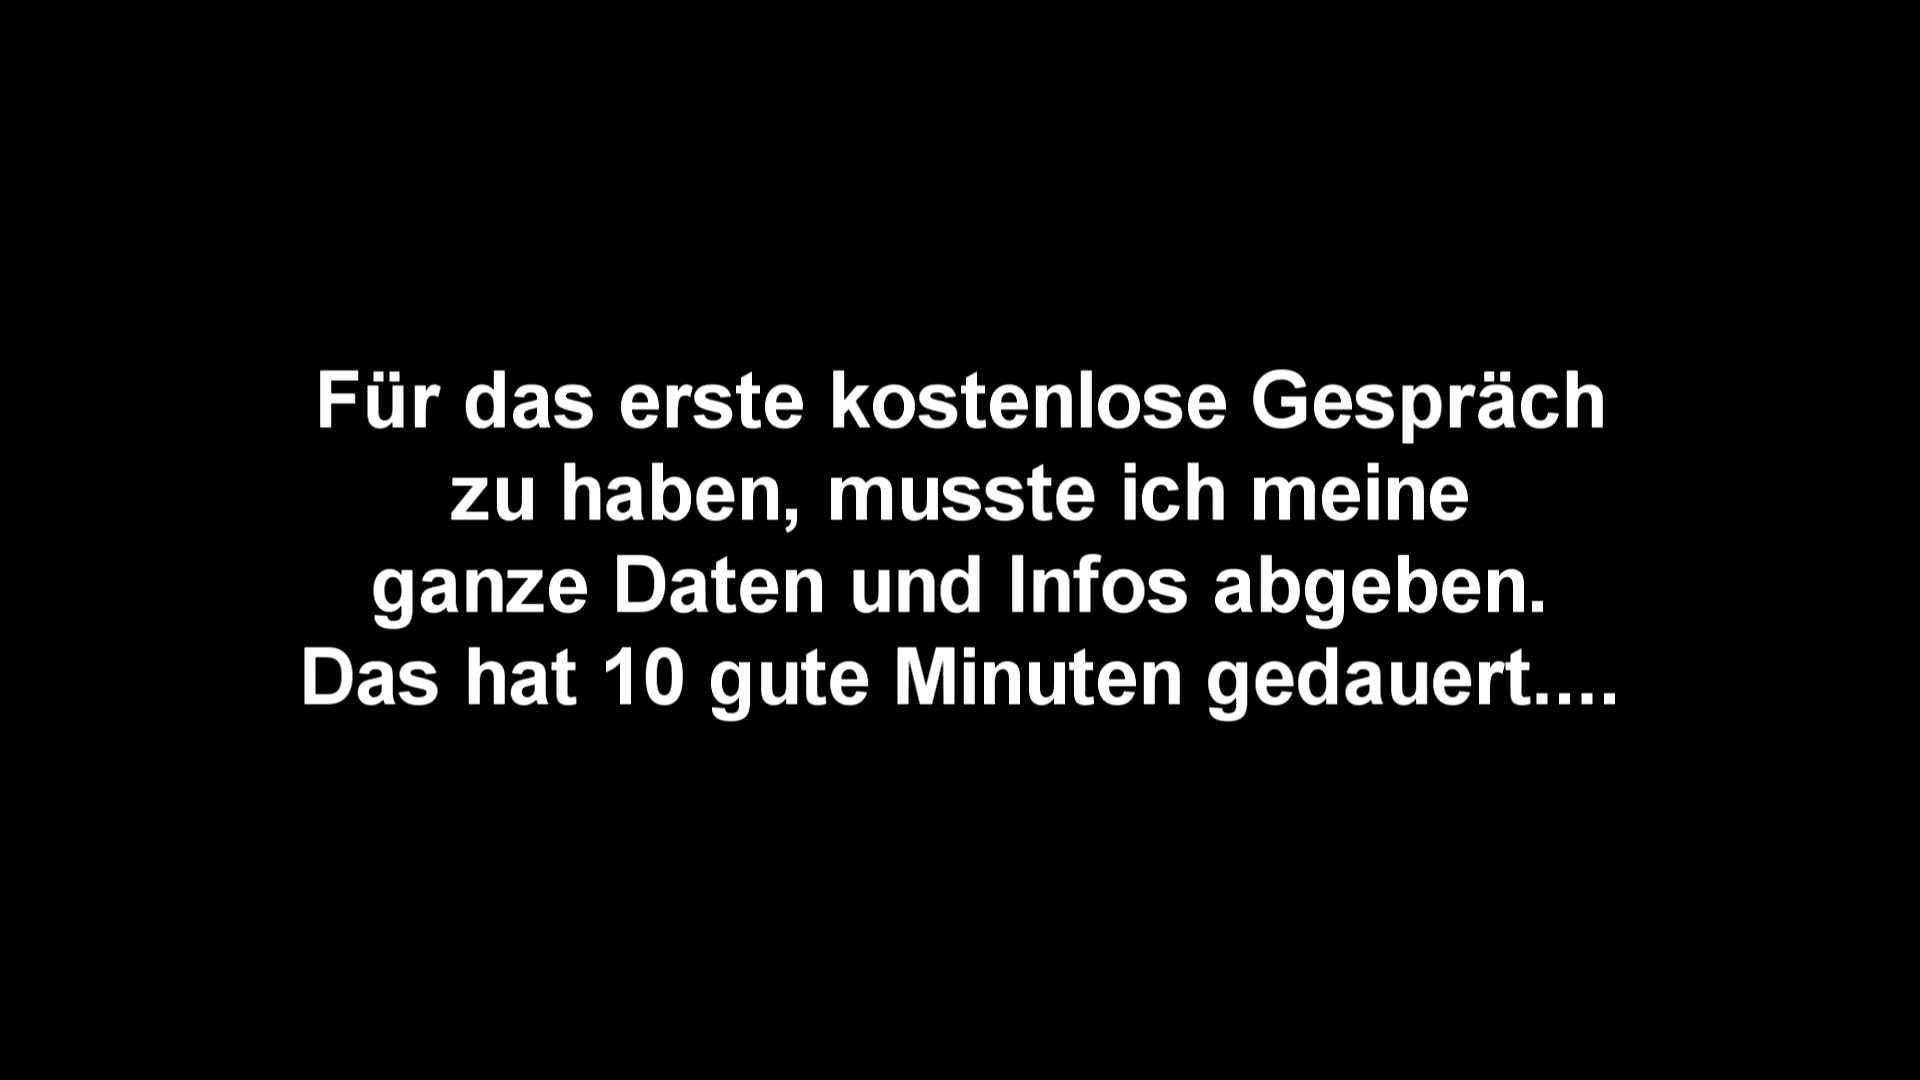 Für das erste kostenlose Gespräch
zu haben, musste ich meine
ganze Daten und Infos abgeben.
Das hat 10 gute Minuten gedauert....